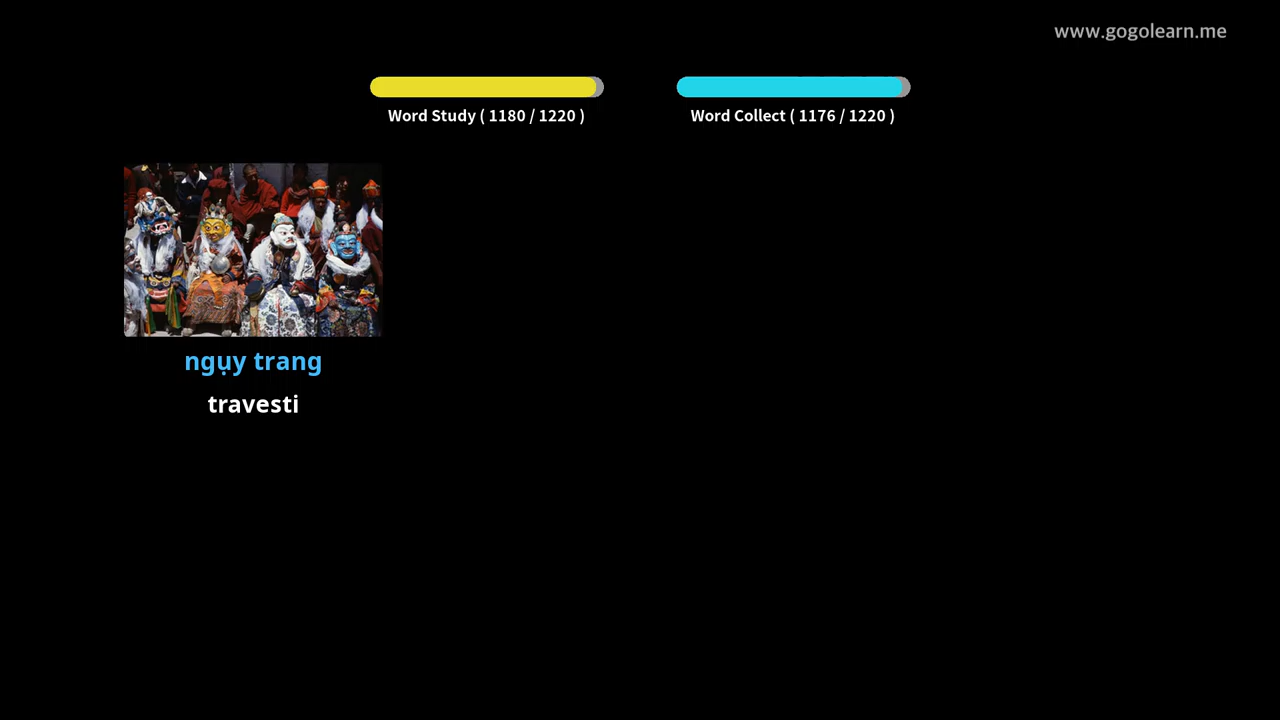 www.gogolearn.me
Word Study ( 1180 / 1220 )
Word Collect ( 1176 / 1220 )
ngụy trang
travesti